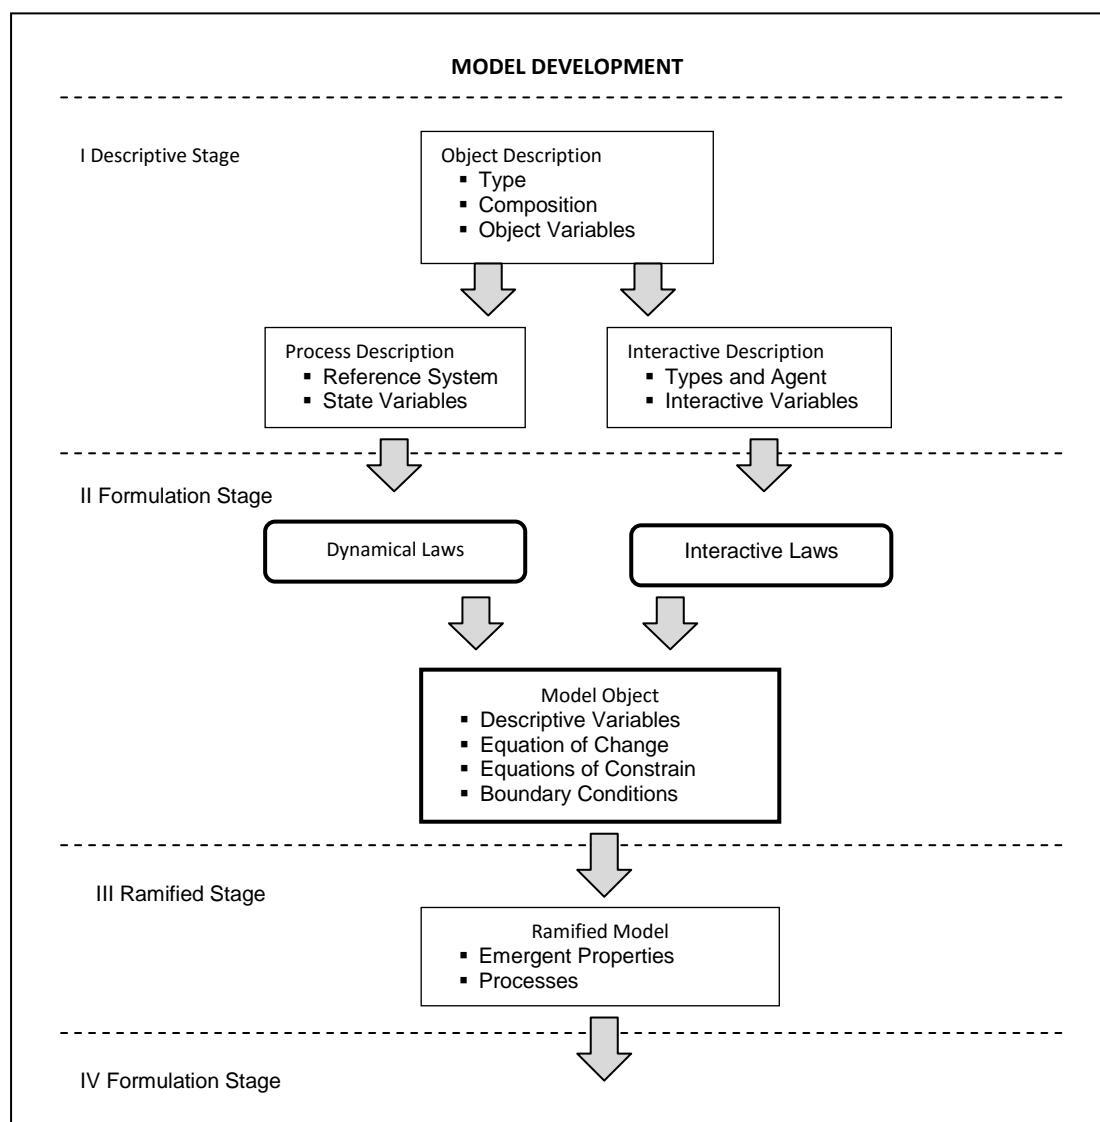 MODEL DEVELOPMENT
I Descriptive Stage
Object Description
▪ Type
▪ Composition
▪ Object Variables
Process Description
▪ Reference System
▪ State Variables
Interactive Description
▪ Types and Agent
▪ Interactive Variables
II Formulation Stage
Dynamical Laws
Interactive Laws
Model Object
▪ Descriptive Variables
▪ Equation of Change
▪ Equations of Constrain
▪ Boundary Conditions
III Ramified Stage
Ramified Model
▪ Emergent Properties
▪ Processes
IV Formulation Stage